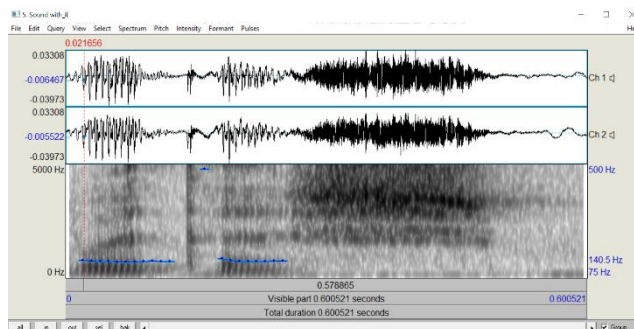 5. Sound with_it
File Edit Query View Select Spectrum Pitch Intensity Formant Pulses
0.021656
0.03308
-0.006467
-0.03973
Ch 1
0.03308
-0.005522
-0.03973
Ch 2
5000 Hz
500 Hz
140.5 Hz
0 Hz
75 Hz
0.578865
0 Visible part 0.600521 seconds 0.600521
Total duration 0.600521 seconds
all in out sel bak Group